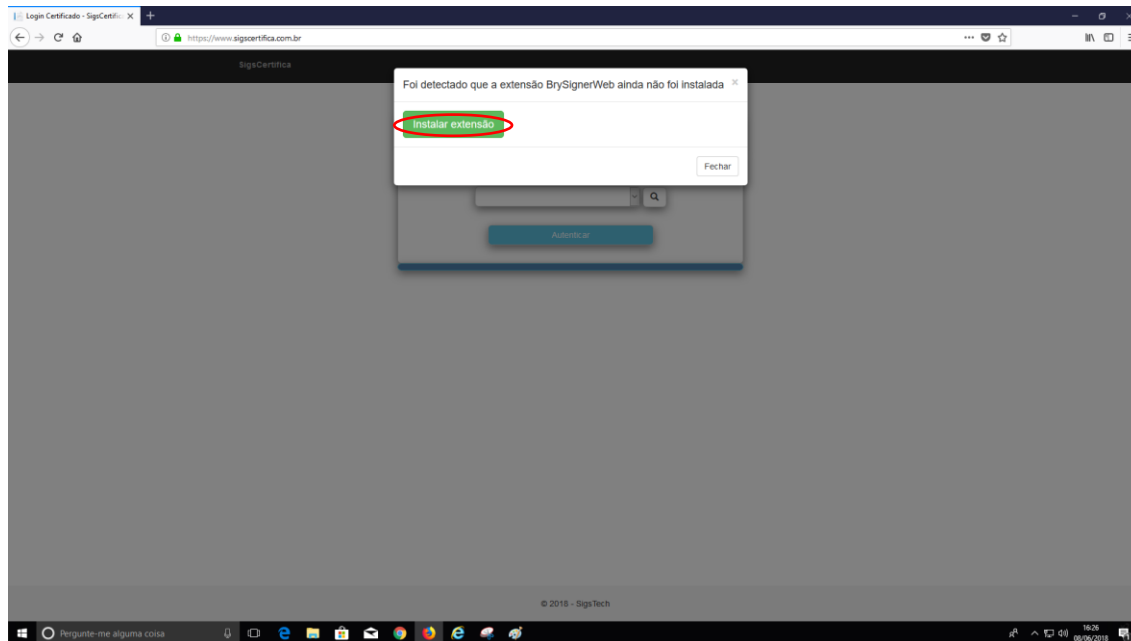 Login Certificado - SigsCertific
https://www.sigscertifica.com.br
SigsCertifica
Foi detectado que a extensão BrySignerWeb ainda não foi instalada ×
Instalar extensão
Fechar
Autenticar
© 2018 - SigsTech
Pergunte-me alguma coisa
16:26
08/06/2018